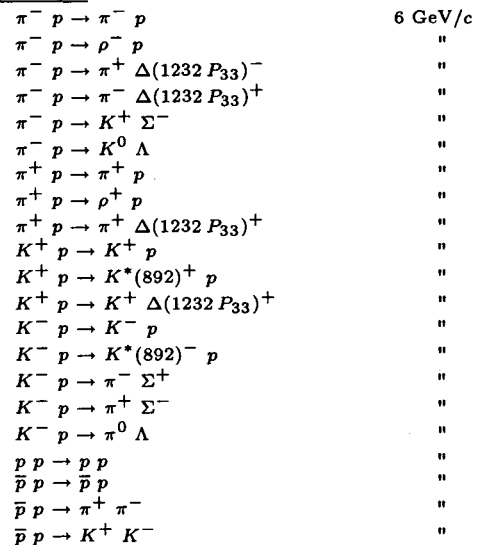 π⁻ p → π⁻ p 6 GeV/c
π⁻ p → ρ⁻ p "
π⁻ p → π⁺ Δ(1232 P₃₃)⁻ "
π⁻ p → π⁻ Δ(1232 P₃₃)⁺ "
π⁻ p → K⁺ Σ⁻ "
π⁻ p → K⁰ Λ "
π⁺ p → π⁺ p "
π⁺ p → ρ⁺ p "
π⁺ p → π⁺ Δ(1232 P₃₃)⁺ "
K⁺ p → K⁺ p "
K⁺ p → K*(892)⁺ p "
K⁺ p → K⁺ Δ(1232 P₃₃)⁺ "
K⁻ p → K⁻ p "
K⁻ p → K*(892)⁻ p "
K⁻ p → π⁻ Σ⁺ "
K⁻ p → π⁺ Σ⁻ "
K⁻ p → π⁰ Λ "
p p → p p "
p̅ p → p̅ p "
p̅ p → π⁺ π⁻ "
p̅ p → K⁺ K⁻ "